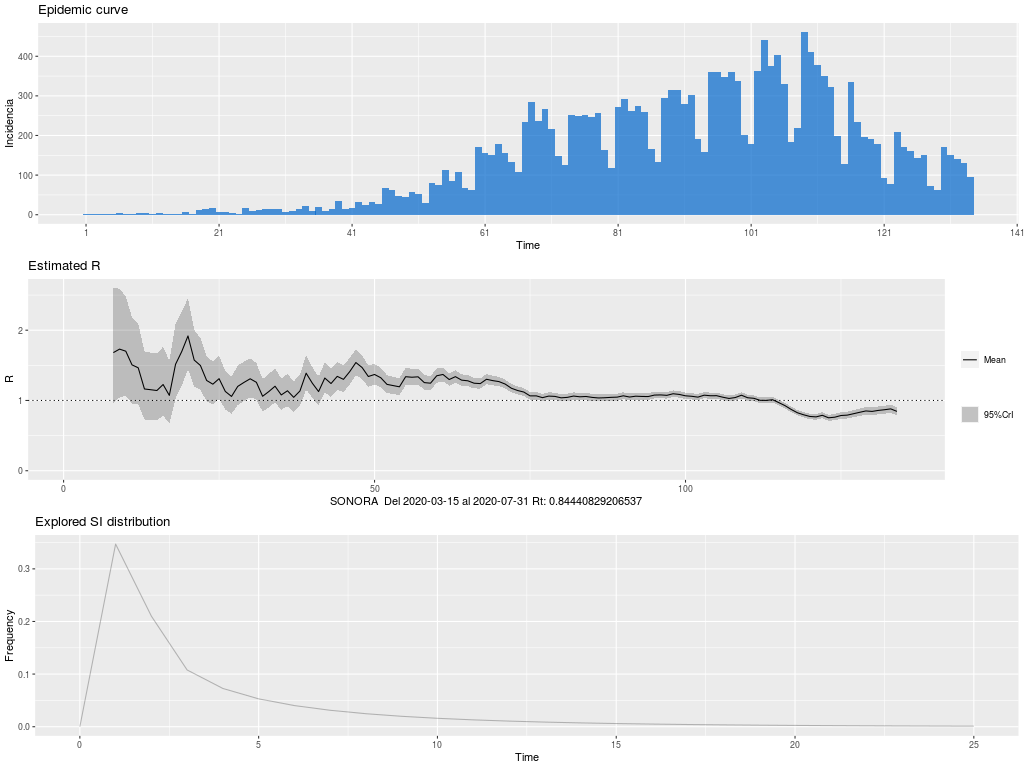 Epidemic curve
400
300
200
100
0
Incidencia
1 21 41 61 81 101 121 141
Time
Estimated R
2
1
0
R
0 50 100
SONORA Del 2020-03-15 al 2020-07-31 Rt: 0.84440829206537
Mean
95%CrI
Explored SI distribution
0.3
0.2
0.1
0.0
Frequency
0 5 10 15 20 25
Time